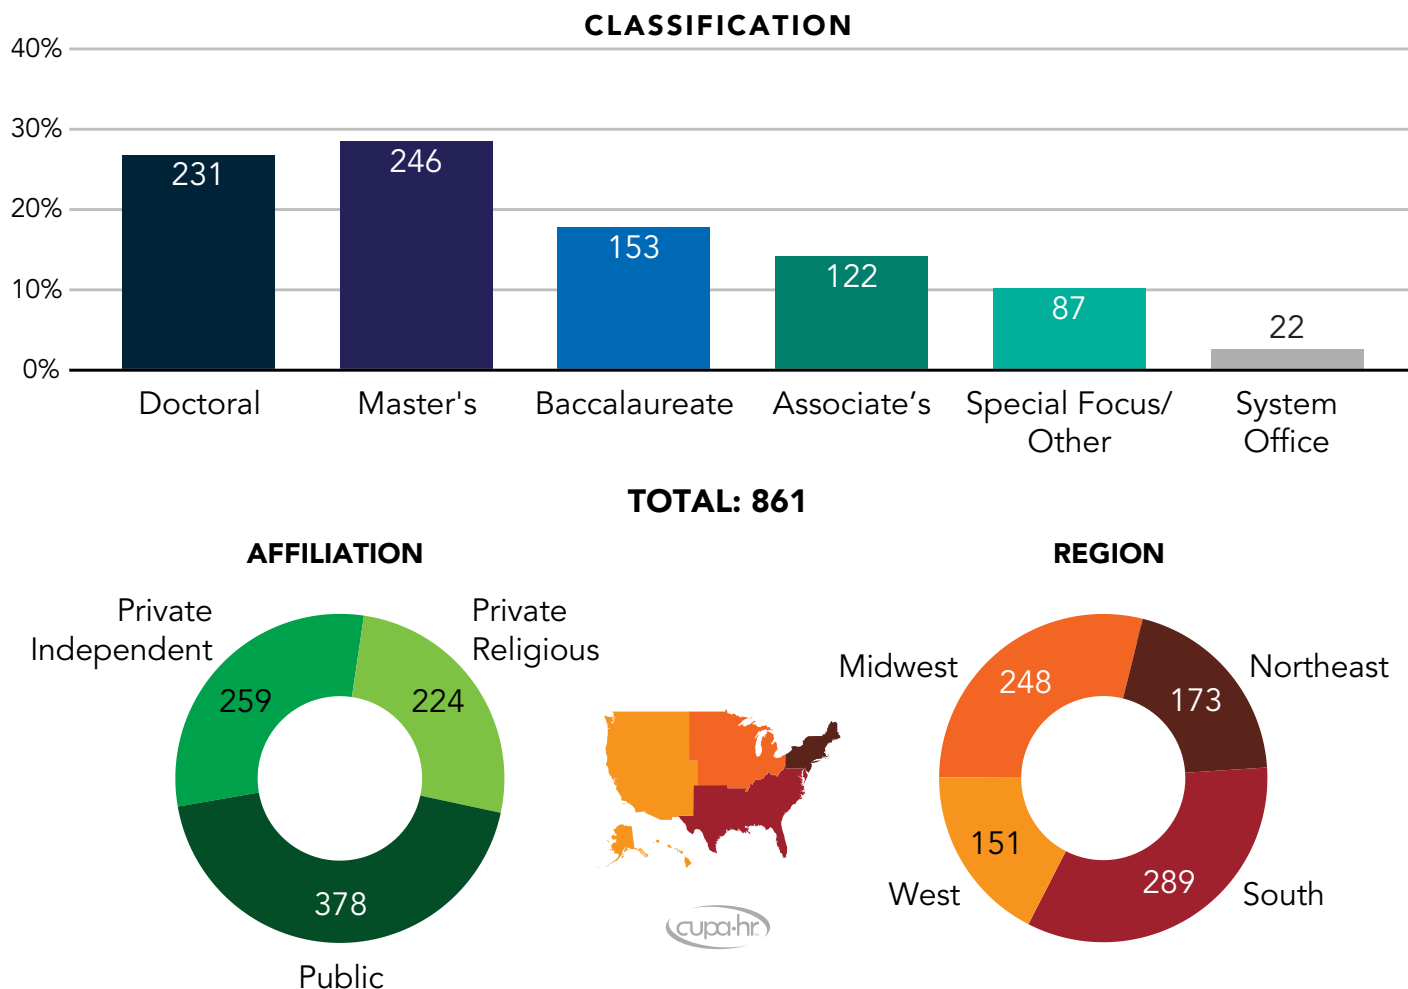 CLASSIFICATION
40%
30%
20%
10%
0%
231
246
153
122
87
22
Doctoral
Master's
Baccalaureate
Associate’s
Special Focus/
Other
System
Office
TOTAL: 861
AFFILIATION
Private
Independent
Private
Religious
259
224
378
Public
cupa·hr
REGION
Midwest
Northeast
248
173
151
289
West
South